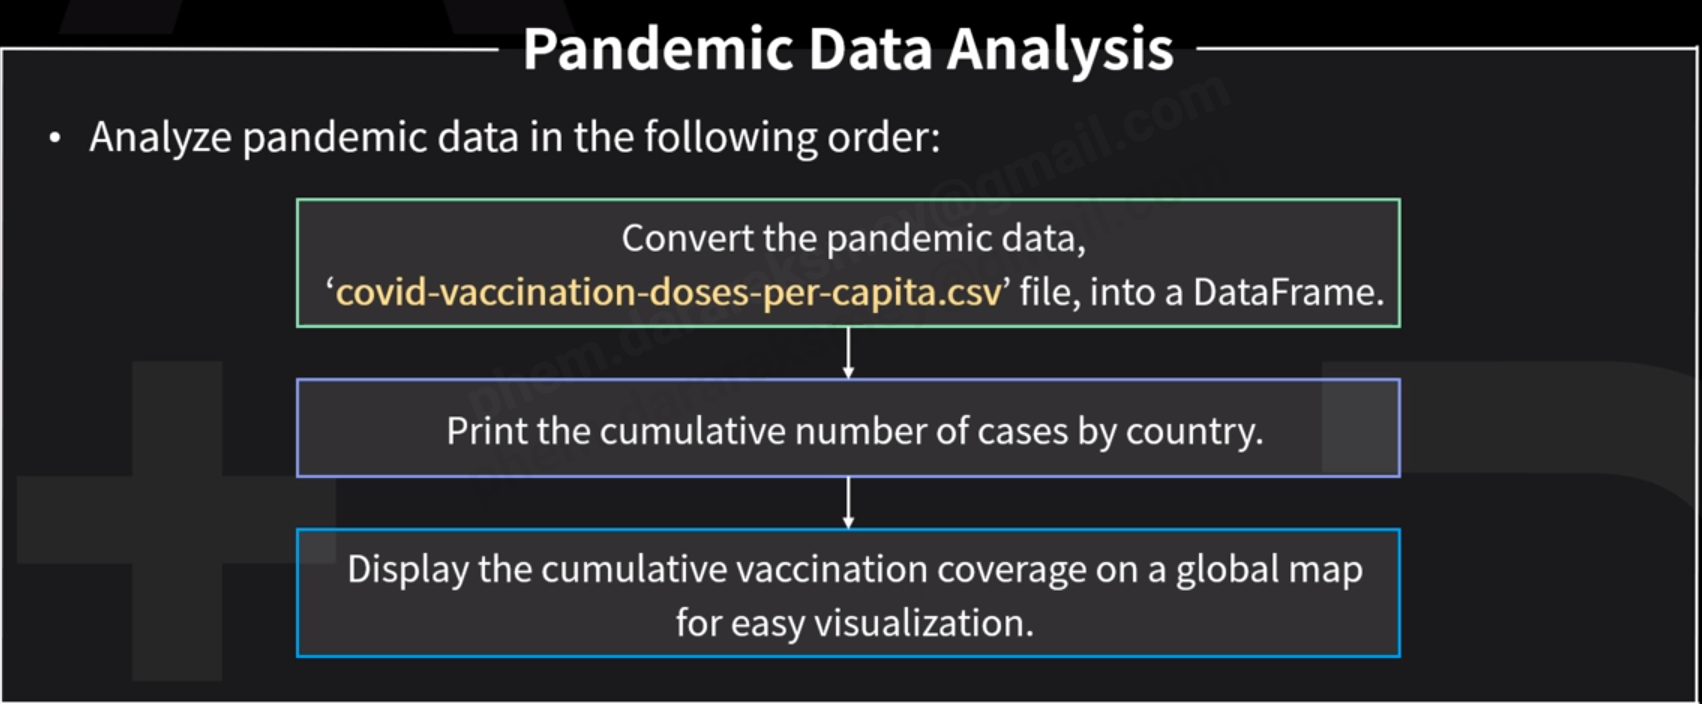 Pandemic Data Analysis
• Analyze pandemic data in the following order:
Convert the pandemic data,
‘covid-vaccination-doses-per-capita.csv’ file, into a DataFrame.
Print the cumulative number of cases by country.
Display the cumulative vaccination coverage on a global map
for easy visualization.